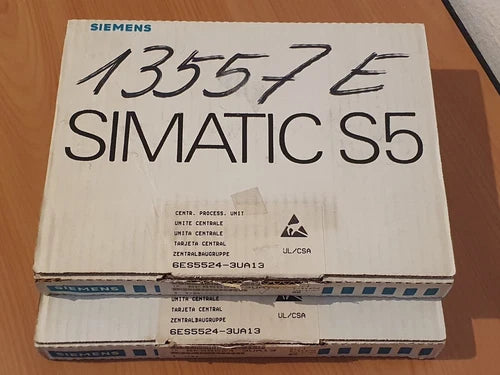 SIEMENS
13557 E
SIMATIC S5
CENTR. PROCESS. UNIT
UNITE CENTRALE
UNITA CENTRALE
TARJETA CENTRAL
ZENTRALBAUGRUPPE
6ES5524-3UA13
UL/CSA
UNITA CENTRALE
TARJETA CENTRAL
ZENTRALBAUGRUPPE
6ES5524-3UA13
UL/CSA
SIEMENS